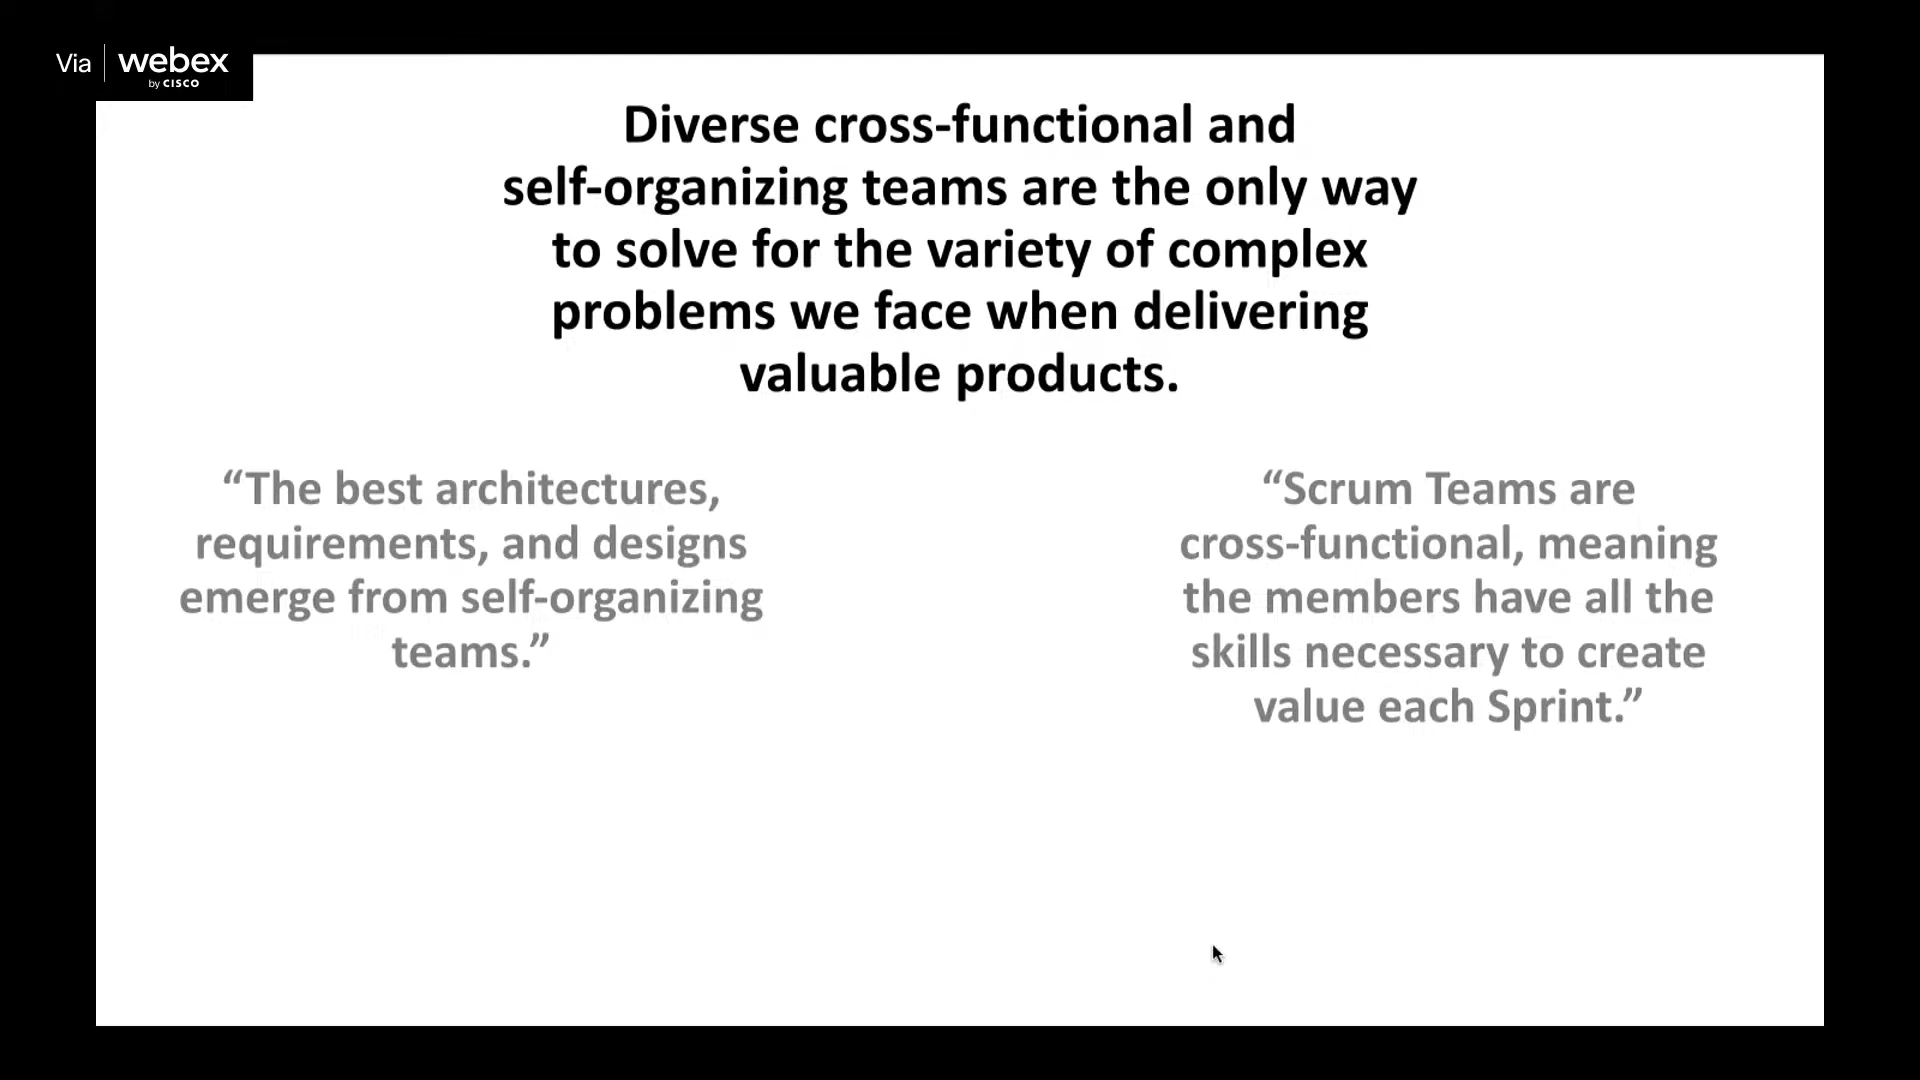 Via | webex
by CISCO
Diverse cross-functional and
self-organizing teams are the only way
to solve for the variety of complex
problems we face when delivering
valuable products.
“The best architectures,
requirements, and designs
emerge from self-organizing
teams.”
“Scrum Teams are
cross-functional, meaning
the members have all the
skills necessary to create
value each Sprint.”